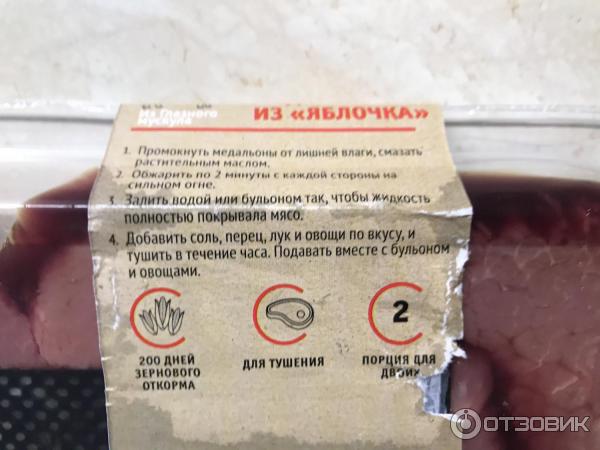 Из глазного
мускула
ИЗ «ЯБЛОЧКА»
1. Промокнуть медальоны от лишней влаги, смазать
растительным маслом.
2. Обжарить по 2 минуты с каждой стороны на
сильном огне.
3. Залить водой или бульоном так, чтобы жидкость
полностью покрывала мясо.
4. Добавить соль, перец, лук и овощи по вкусу, и
тушить в течение часа. Подавать вместе с бульоном
и овощами.
200 ДНЕЙ
ЗЕРНОВОГО
ОТКОРМА
ДЛЯ ТУШЕНИЯ
2
ПОРЦИЯ ДЛЯ
ДВОИХ
ОТЗОВИК